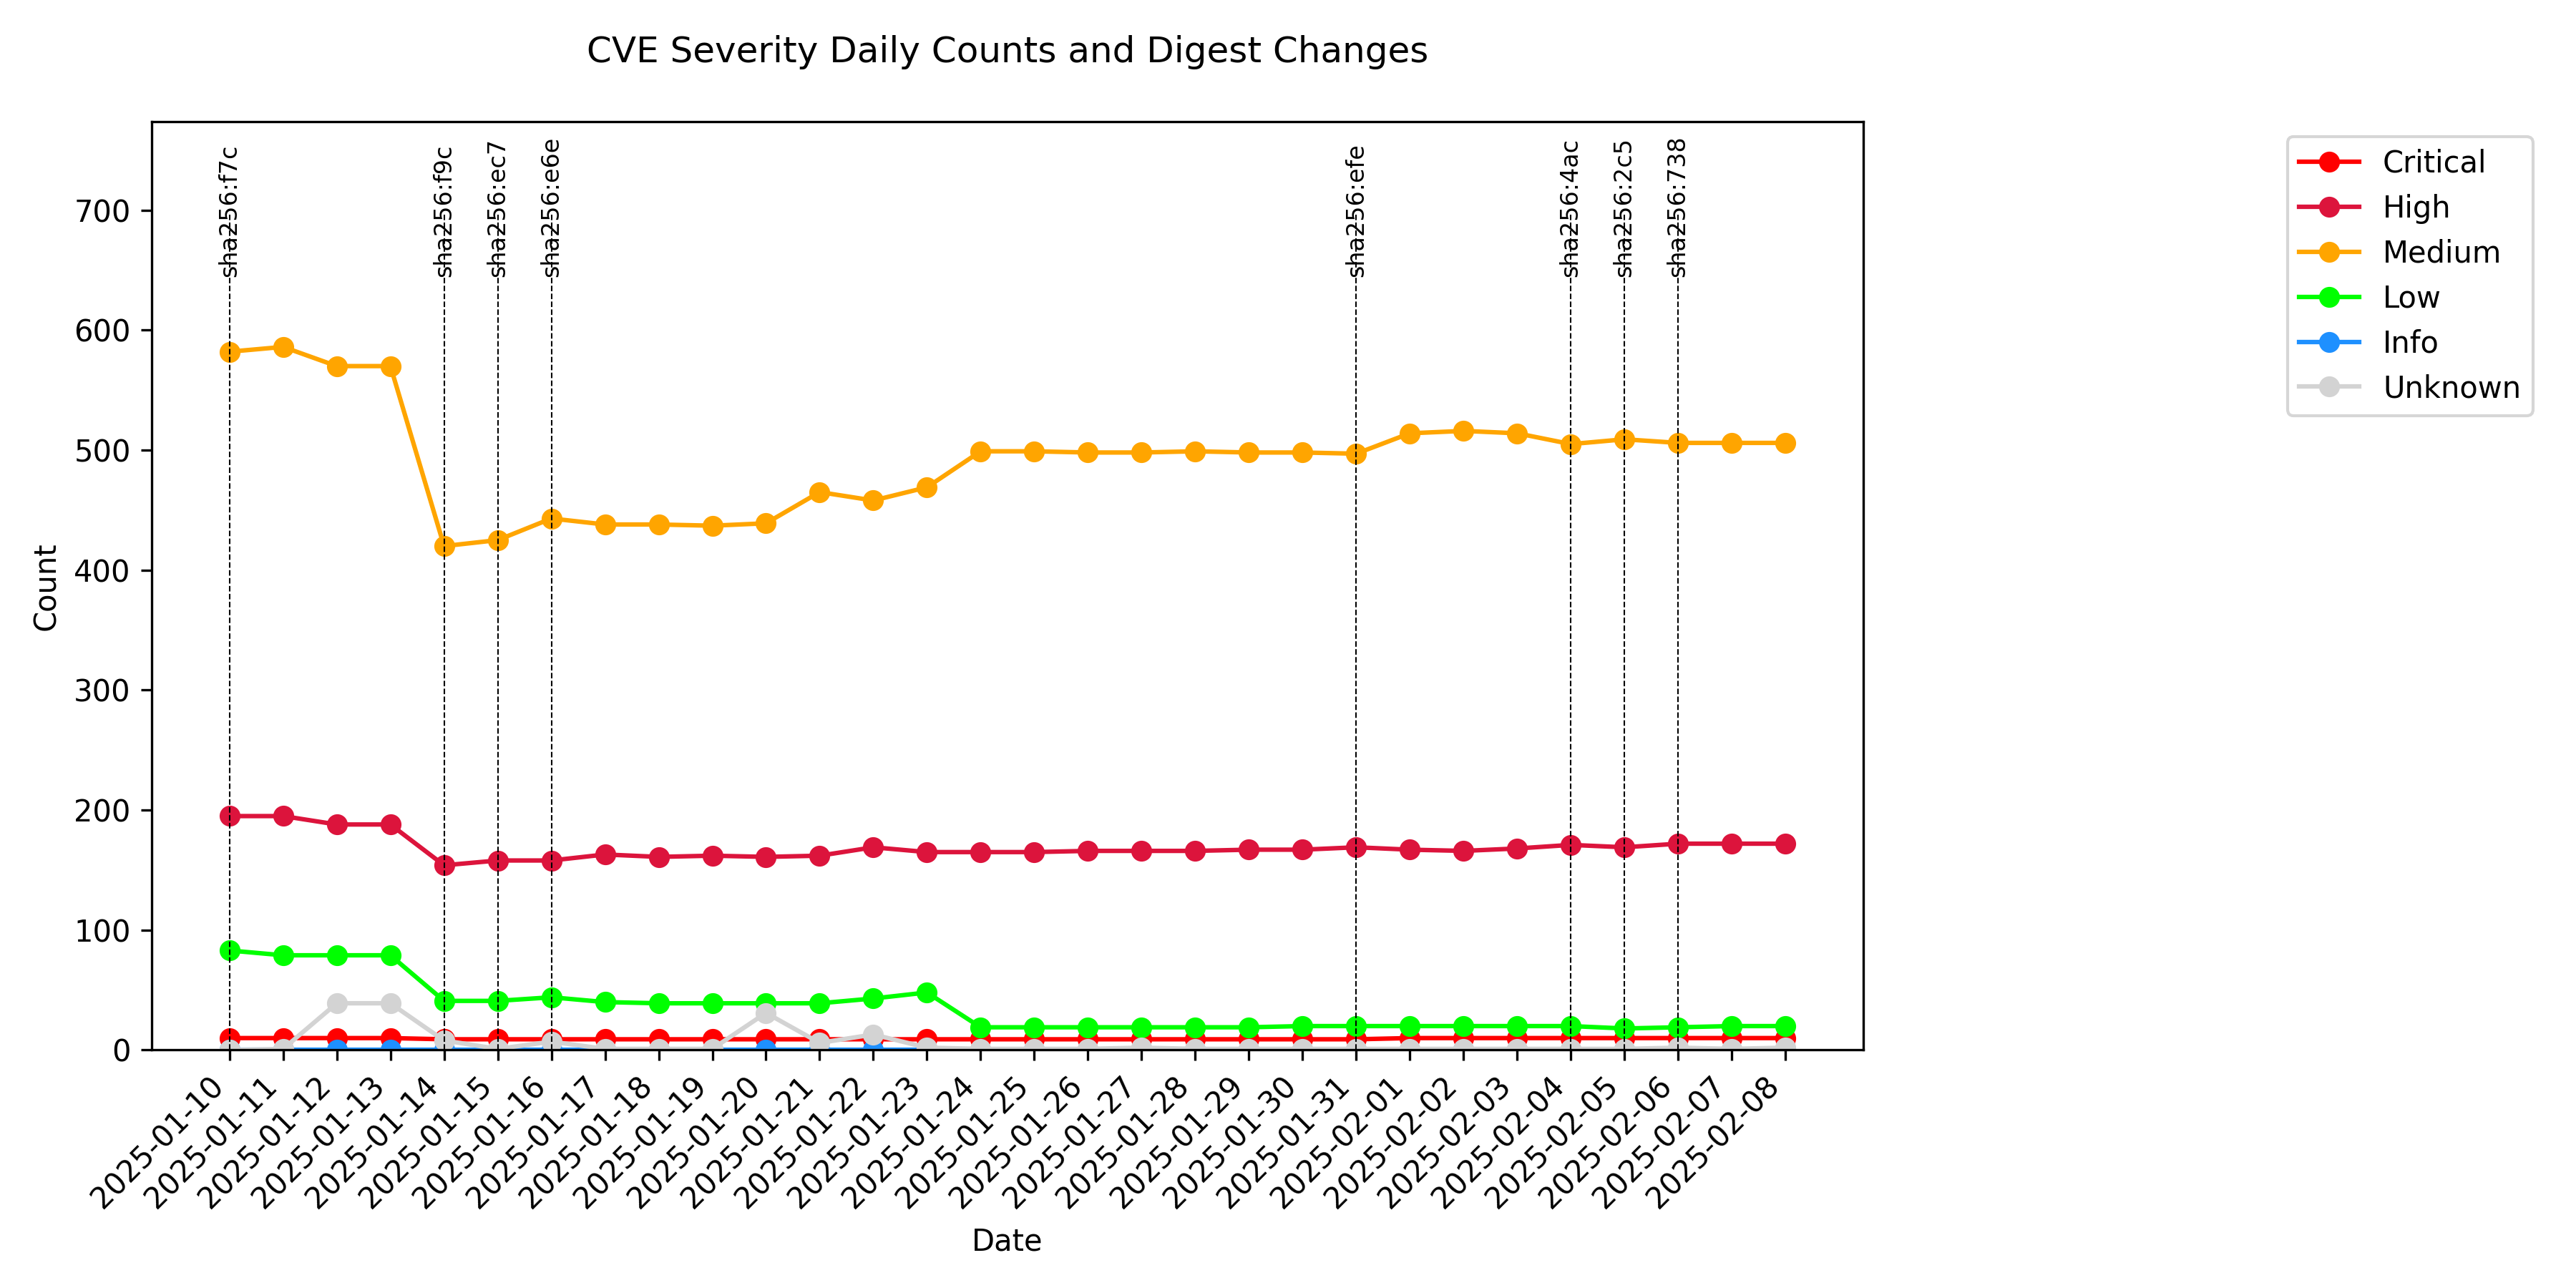 CVE Severity Daily Counts and Digest Changes
sha256:f7c
sha256:f9c
sha256:ec7
sha256:e6e
sha256:efe
sha256:4ac
sha256:2c5
sha256:738
Critical
High
Medium
Low
Info
Unknown
Count
700
600
500
400
300
200
100
0
2025-01-10
2025-01-11
2025-01-12
2025-01-13
2025-01-14
2025-01-15
2025-01-16
2025-01-17
2025-01-18
2025-01-19
2025-01-20
2025-01-21
2025-01-22
2025-01-23
2025-01-24
2025-01-25
2025-01-26
2025-01-27
2025-01-28
2025-01-29
2025-01-30
2025-01-31
2025-02-01
2025-02-02
2025-02-03
2025-02-04
2025-02-05
2025-02-06
2025-02-07
2025-02-08
Date